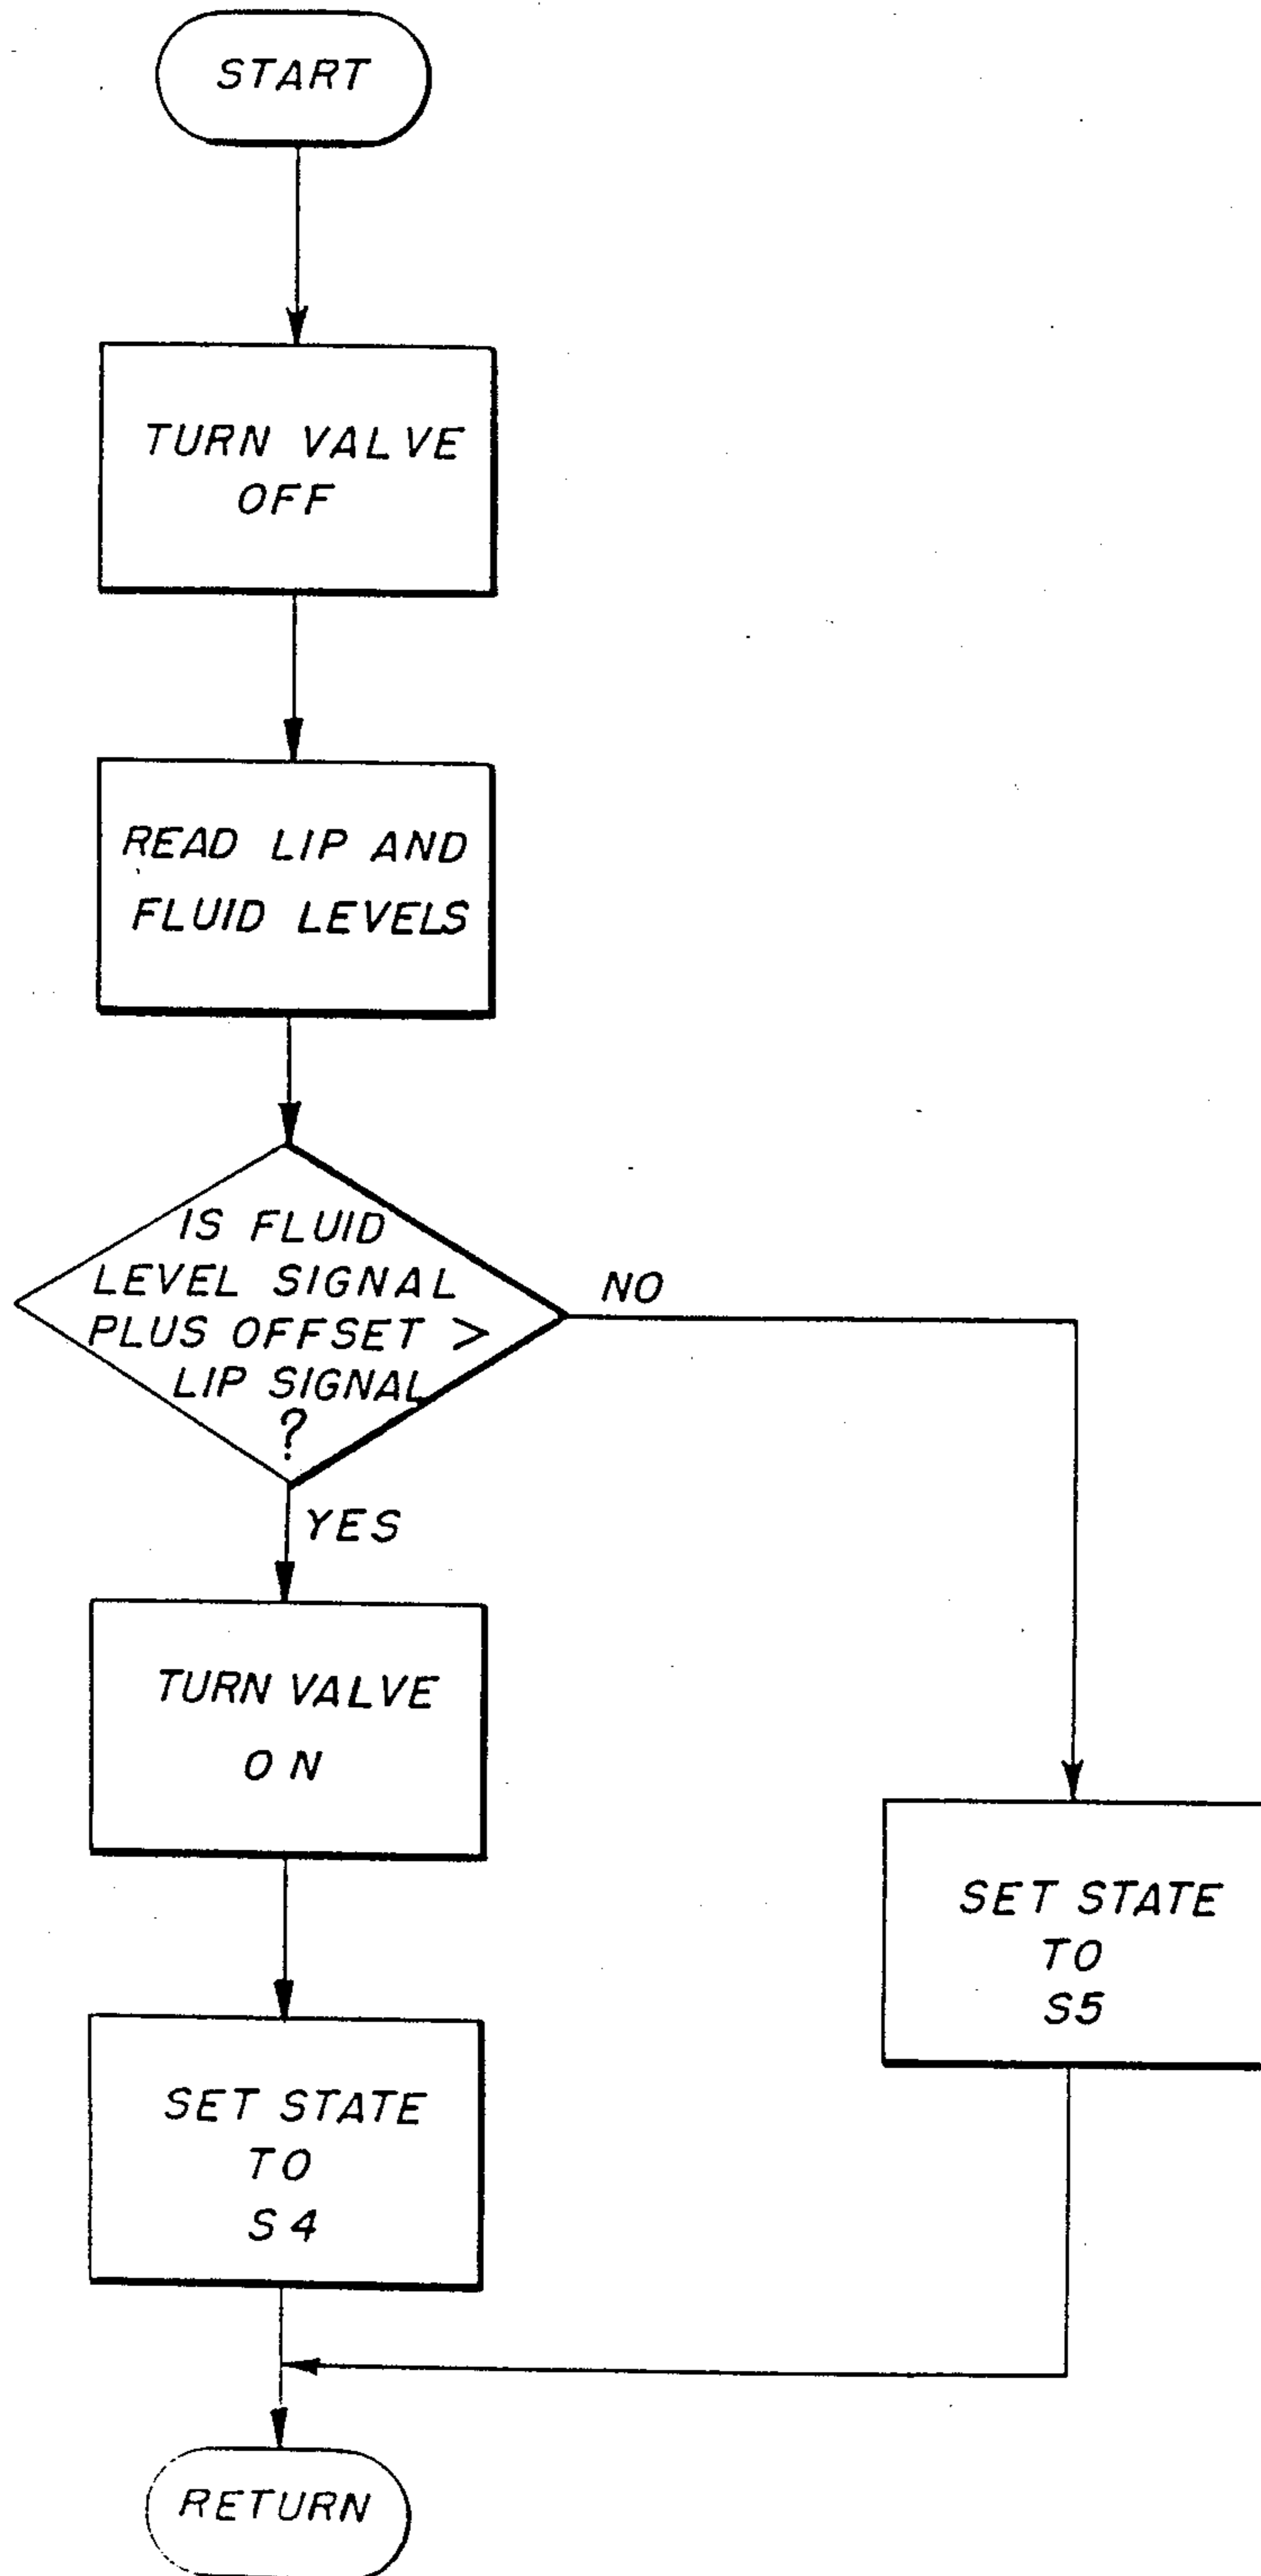 START
TURN VALVE
OFF
READ LIP AND
FLUID LEVELS
IS FLUID
LEVEL SIGNAL
PLUS OFFSET >
LIP SIGNAL
?
NO
YES
TURN VALVE
ON
SET STATE
TO
S5
SET STATE
TO
S4
RETURN